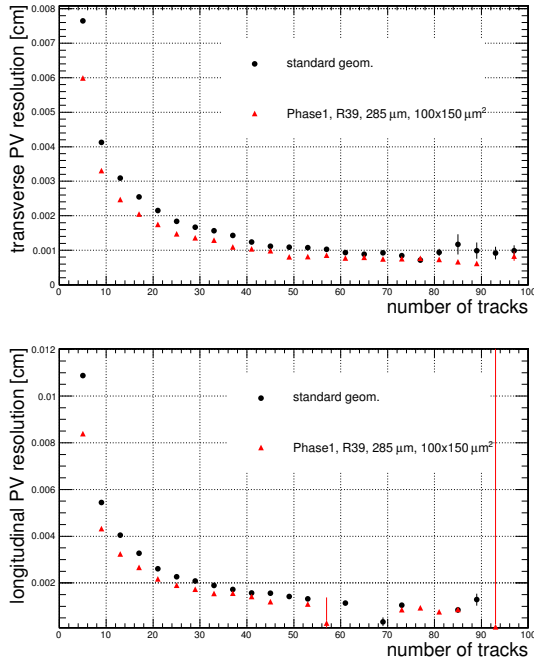 transverse PV resolution [cm]
0.008
0.007
0.006
0.005
0.004
0.003
0.002
0.001
0
standard geom.
Phase1, R39, 285 μm, 100x150 μm²
0 10 20 30 40 50 60 70 80 90 100
number of tracks
longitudinal PV resolution [cm]
0.012
0.01
0.008
0.006
0.004
0.002
standard geom.
Phase1, R39, 285 μm, 100x150 μm²
0 10 20 30 40 50 60 70 80 90 100
number of tracks